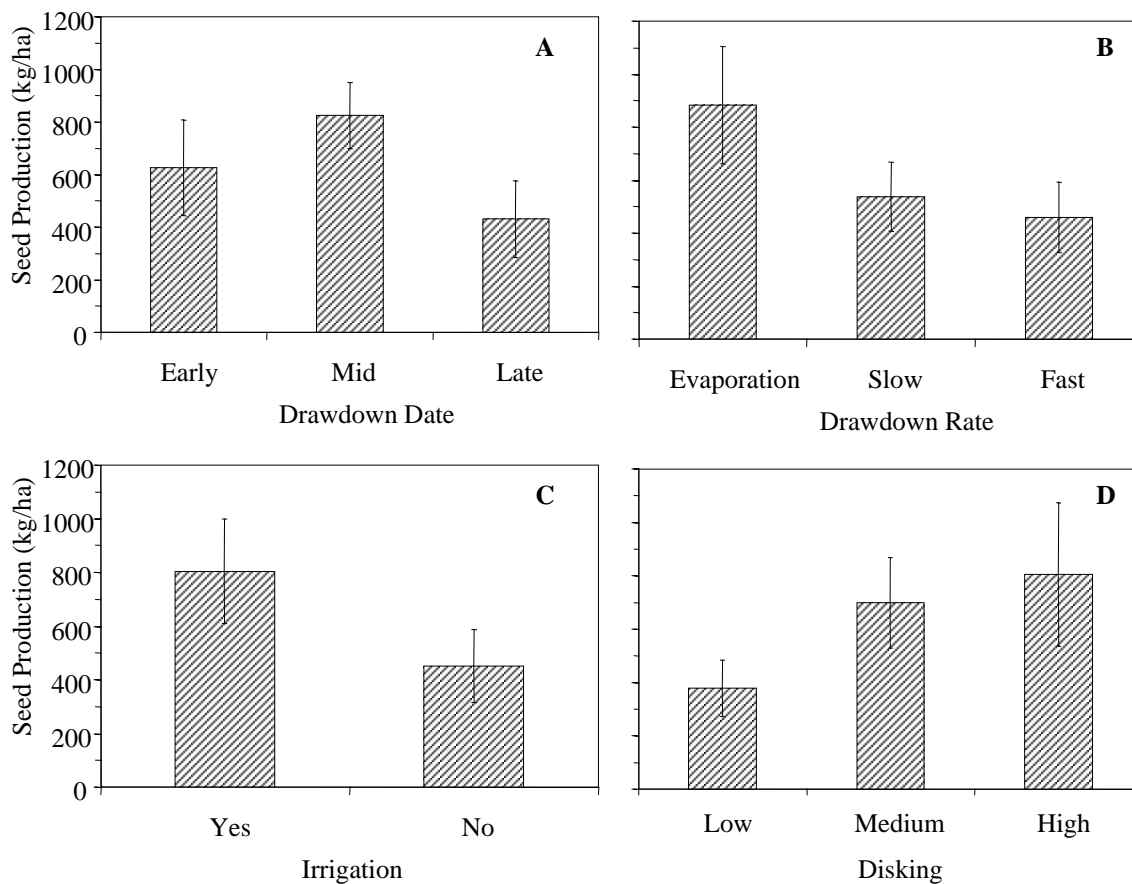 Seed Production (kg/ha)
1200
1000
800
600
400
200
0
A
Early Mid Late
Drawdown Date
B
Evaporation Slow Fast
Drawdown Rate
Seed Production (kg/ha)
1200
1000
800
600
400
200
0
C
Yes No
Irrigation
D
Low Medium High
Disking